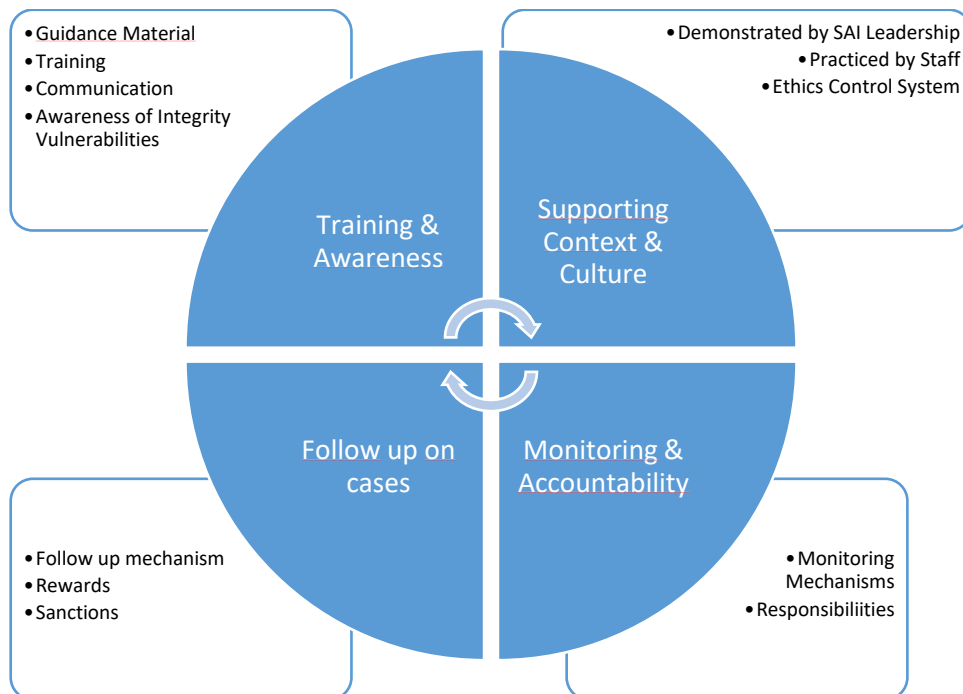 •Guidance Material
•Training
•Communication
•Awareness of Integrity
Vulnerabilities
•Demonstrated by SAI Leadership
•Practiced by Staff
•Ethics Control System
Training &
Awareness
Supporting
Context &
Culture
Follow up on
cases
Monitoring &
Accountability
•Follow up mechanism
•Rewards
•Sanctions
•Monitoring
Mechanisms
•Responsibiliities